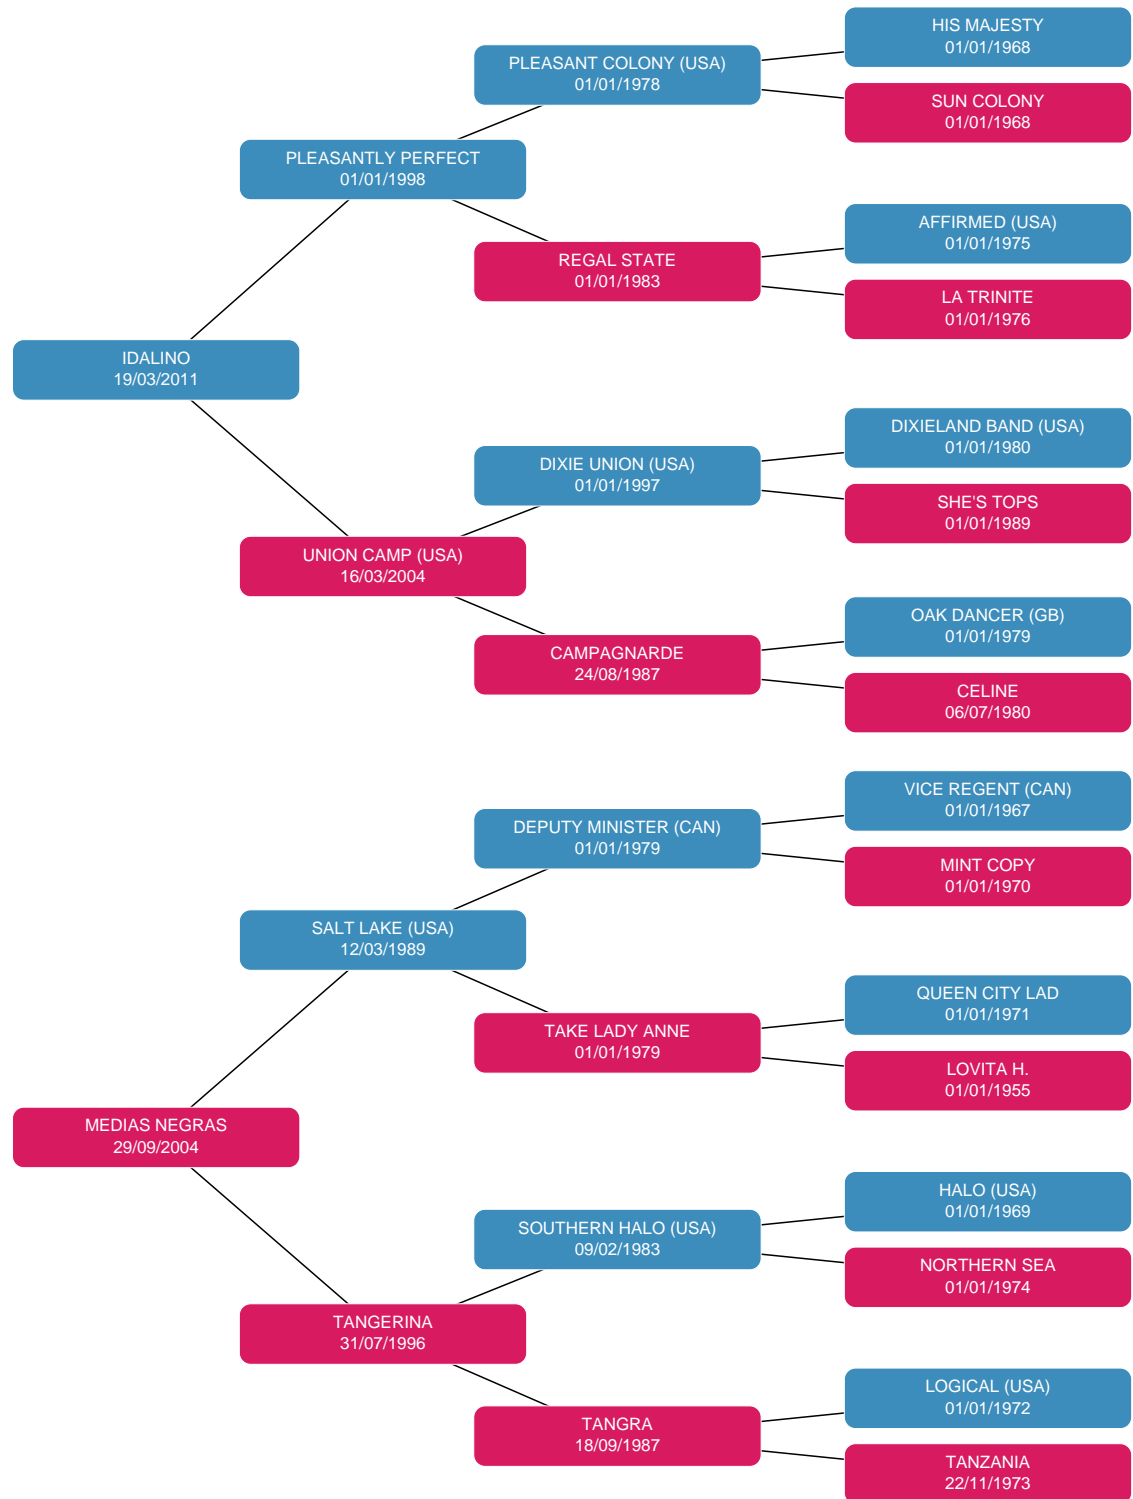 HIS MAJESTY
01/01/1968
PLEASANT COLONY (USA)
01/01/1978
SUN COLONY
01/01/1968
PLEASANTLY PERFECT
01/01/1998
AFFIRMED (USA)
01/01/1975
REGAL STATE
01/01/1983
LA TRINITE
01/01/1976
IDALINO
19/03/2011
DIXIELAND BAND (USA)
01/01/1980
DIXIE UNION (USA)
01/01/1997
SHE'S TOPS
01/01/1989
UNION CAMP (USA)
16/03/2004
OAK DANCER (GB)
01/01/1979
CAMPAGNARDE
24/08/1987
CELINE
06/07/1980
VICE REGENT (CAN)
01/01/1967
DEPUTY MINISTER (CAN)
01/01/1979
MINT COPY
01/01/1970
SALT LAKE (USA)
12/03/1989
QUEEN CITY LAD
01/01/1971
TAKE LADY ANNE
01/01/1979
LOVITA H.
01/01/1955
MEDIAS NEGRAS
29/09/2004
HALO (USA)
01/01/1969
SOUTHERN HALO (USA)
09/02/1983
NORTHERN SEA
01/01/1974
TANGERINA
31/07/1996
LOGICAL (USA)
01/01/1972
TANGRA
18/09/1987
TANZANIA
22/11/1973